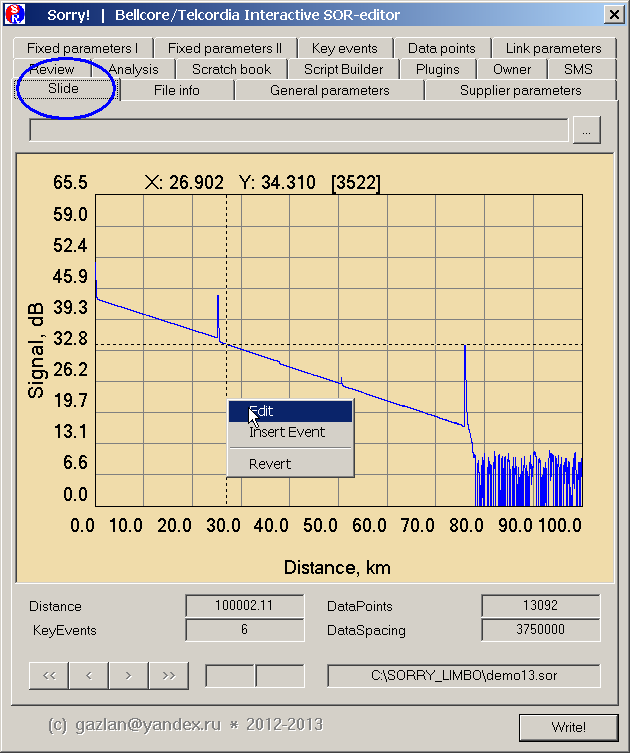 Sorry! | Bellcore/Telcordia Interactive SOR-editor
Fixed parameters I Fixed parameters II Key events Data points Link parameters
Review Analysis Scratch book Script Builder Plugins Owner SMS
Slide File info General parameters Supplier parameters
...
X: 26.902 Y: 34.310 [3522]
65.5
59.0
52.4
45.9
39.3
32.8
26.2
19.7
13.1
6.6
0.0
Signal, dB
Edit
Insert Event
Revert
0.0 10.0 20.0 30.0 40.0 50.0 60.0 70.0 80.0 90.0 100.0
Distance, km
Distance 100002.11 DataPoints 13092
KeyEvents 6 DataSpacing 3750000
<< < > >> C:\SORRY_LIMBO\demo13.sor
(c) gazlan@yandex.ru * 2012-2013
Write!